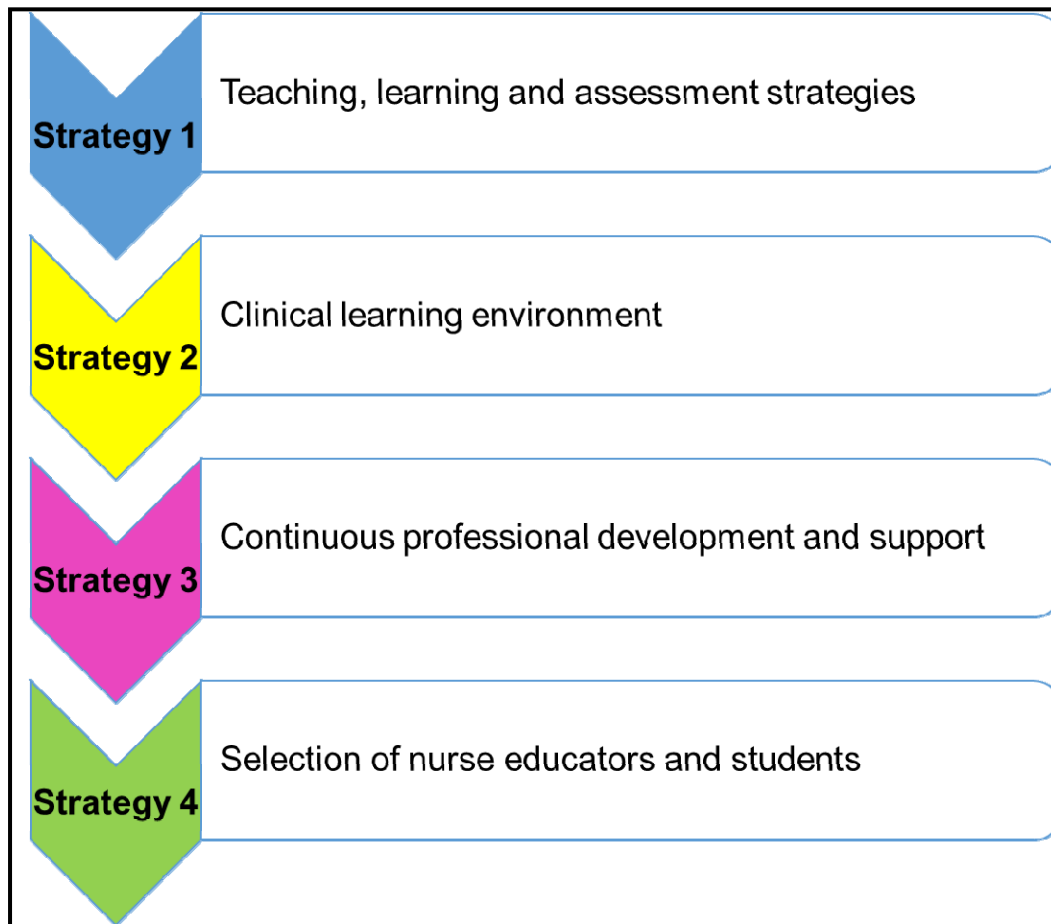 Strategy 1
Teaching, learning and assessment strategies
Strategy 2
Clinical learning environment
Strategy 3
Continuous professional development and support
Strategy 4
Selection of nurse educators and students